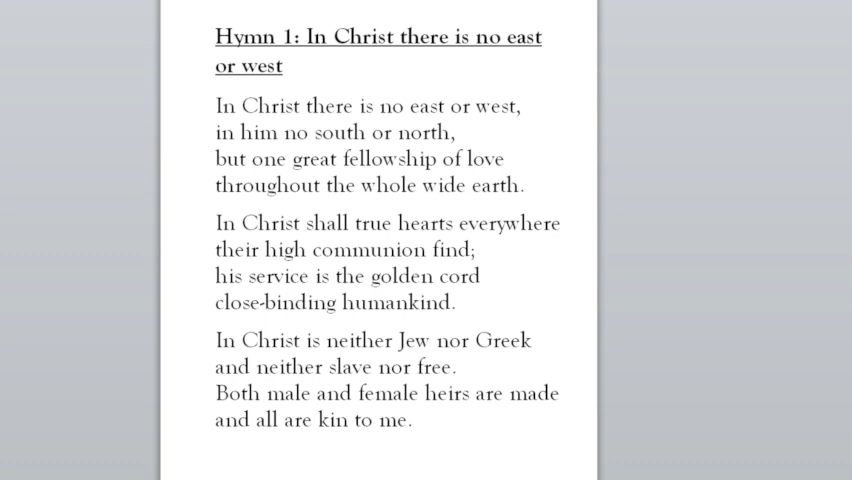 Hymn 1: In Christ there is no east
or west
In Christ there is no east or west,
in him no south or north,
but one great fellowship of love
throughout the whole wide earth.
In Christ shall true hearts everywhere
their high communion find;
his service is the golden cord
close-binding humankind.
In Christ is neither Jew nor Greek
and neither slave nor free.
Both male and female heirs are made
and all are kin to me.